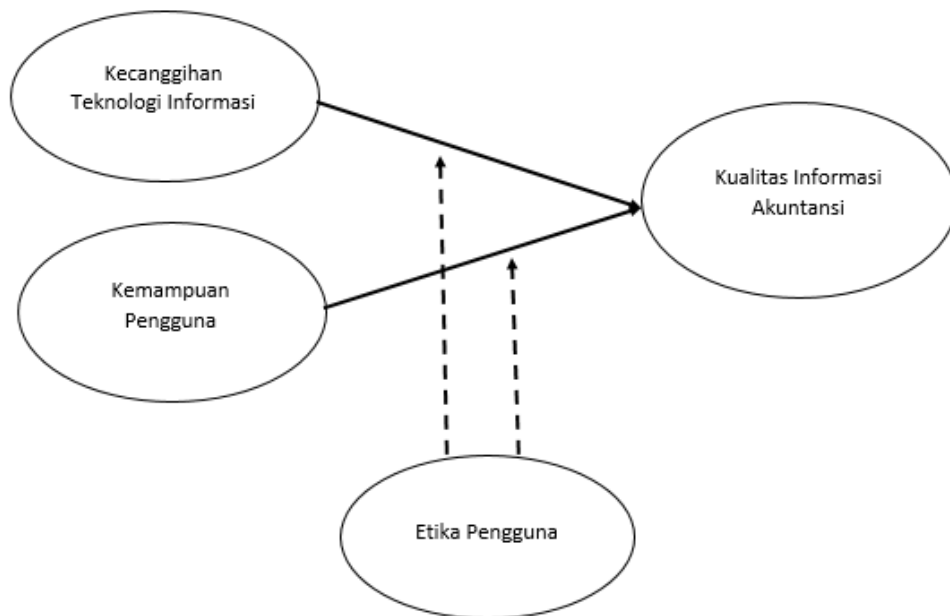 Kecanggihan
Teknologi Informasi
Kualitas Informasi
Akuntansi
Kemampuan
Pengguna
Etika Pengguna